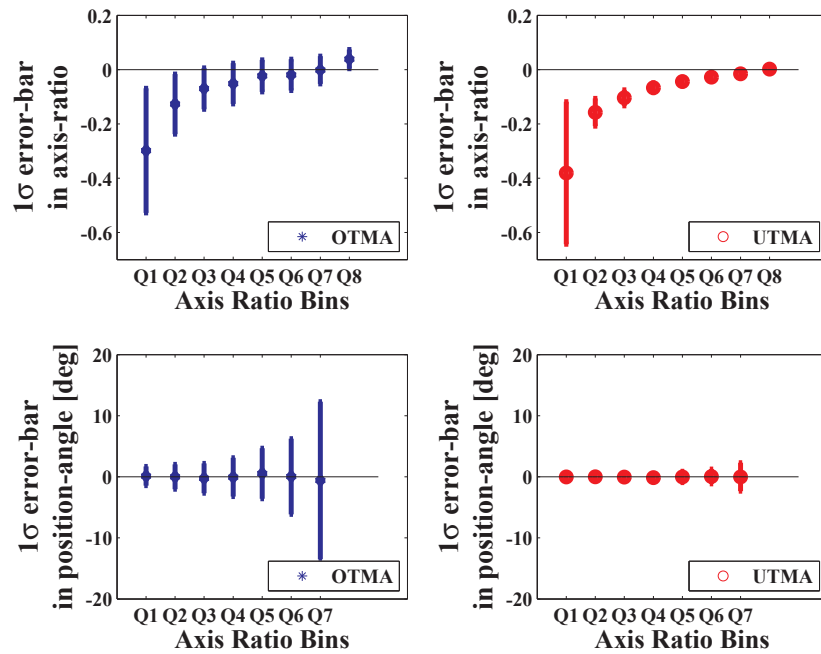 0.2
0
-0.2
-0.4
-0.6
1σ error-bar
in axis-ratio
OTMA
Q1 Q2 Q3 Q4 Q5 Q6 Q7 Q8
Axis Ratio Bins
0.2
0
-0.2
-0.4
-0.6
1σ error-bar
in axis-ratio
UTMA
Q1 Q2 Q3 Q4 Q5 Q6 Q7 Q8
Axis Ratio Bins
20
10
0
-10
-20
1σ error-bar
in position-angle [deg]
OTMA
Q1 Q2 Q3 Q4 Q5 Q6 Q7
Axis Ratio Bins
20
10
0
-10
-20
1σ error-bar
in position-angle [deg]
UTMA
Q1 Q2 Q3 Q4 Q5 Q6 Q7
Axis Ratio Bins